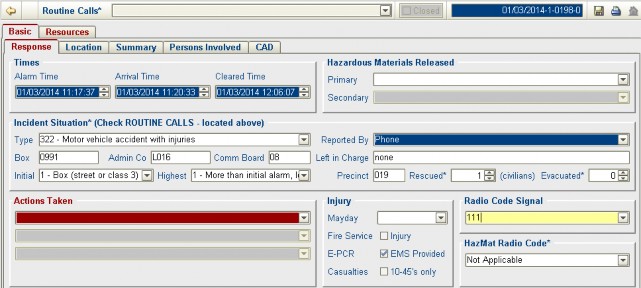 Routine Calls* Closed 01/03/2014-1-0198-0
Basic Resources
Response Location Summary Persons Involved CAD
Times
Alarm Time Arrival Time Cleared Time
01/03/2014 11:17:37 01/03/2014 11:20:33 01/03/2014 12:06:07
Hazardous Materials Released
Primary
Secondary
Incident Situation* (Check ROUTINE CALLS - located above)
Type 322 - Motor vehicle accident with injuries Reported By Phone
Box 0991 Admin Co L016 Comm Board 08 Left in Charge none
Initial 1 - Box (street or class 3) Highest 1 - More than initial alarm, l Precinct 019 Rescued* 1 (civilians) Evacuated* 0
Actions Taken
Injury
Mayday
Fire Service Injury
E-PCR EMS Provided
Casualties 10-45's only
Radio Code Signal
111
HazMat Radio Code*
Not Applicable